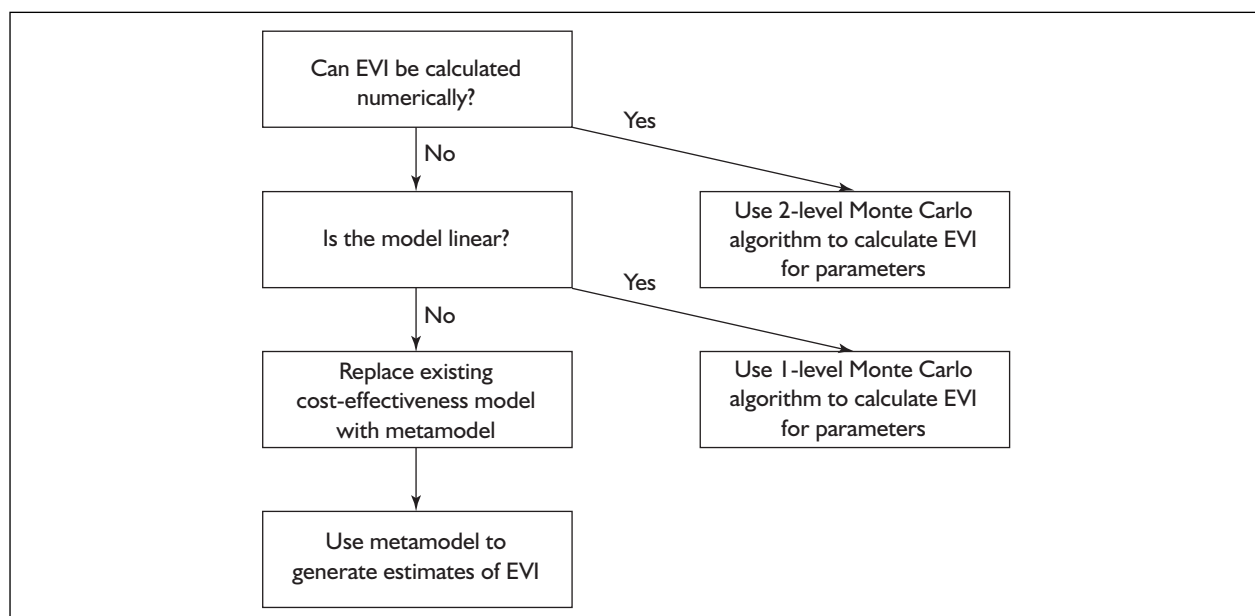 Can EVI be calculated
numerically?
Yes
No
Use 2-level Monte Carlo
algorithm to calculate EVI
for parameters
Is the model linear?
Yes
No
Replace existing
cost-effectiveness model
with metamodel
Use 1-level Monte Carlo
algorithm to calculate EVI
for parameters
Use metamodel to
generate estimates of EVI